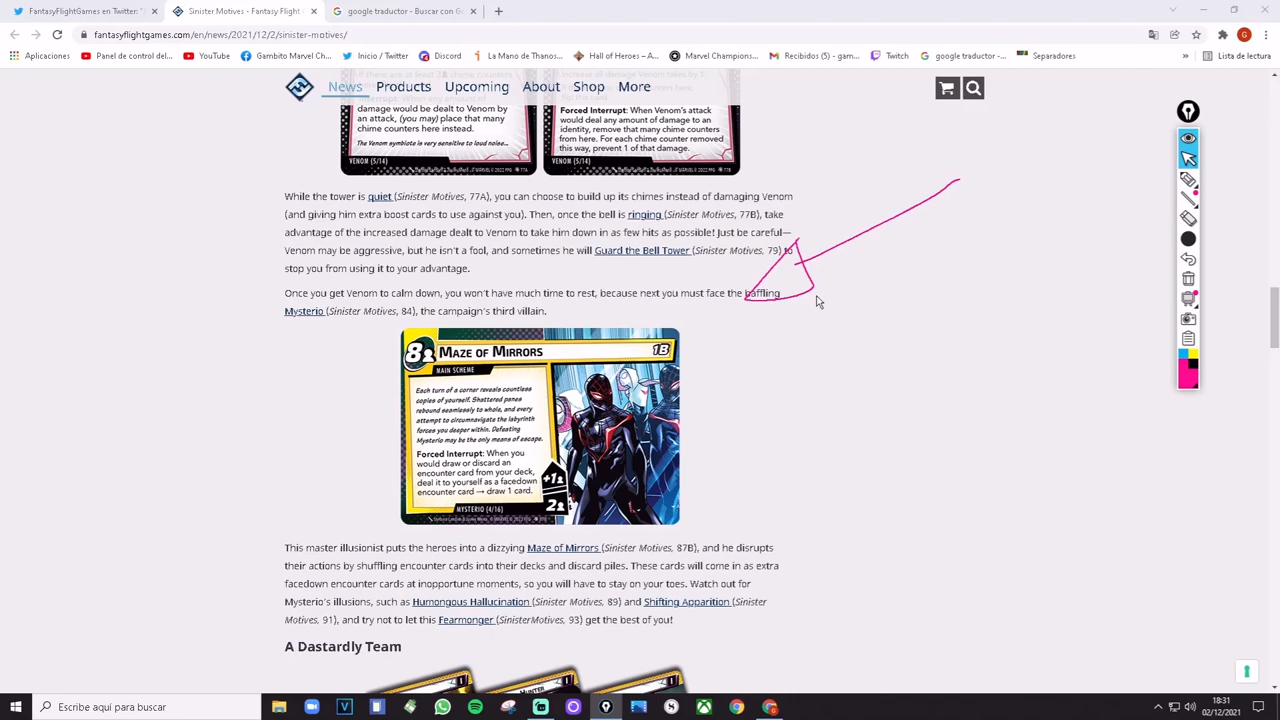 FantasyFlightGames en Twitter: "
Sinister Motives - Fantasy Flight
google traductor - Buscar con Go
fantasyflightgames.com/en/news/2021/12/2/sinister-motives/
Aplicaciones
Panel de control del...
YouTube
Gambito Marvel Ch...
Inicio / Twitter
Discord
La Mano de Thanos...
Hall of Heroes – A...
Marvel Champions...
Recibidos (5) - gam...
Twitch
google traductor -...
Separadores
Lista de lectura
News
Products
Upcoming
About
Shop
More
damage would be dealt to Venom by
an attack, (you may) place that many
chime counters here instead.
The Venom symbiote is very sensitive to loud noise...
VENOM (5/14)
Forced Interrupt: When Venom's attack
would deal any amount of damage to an
identity, remove that many chime counters
from here. For each chime counter removed
this way, prevent 1 of that damage.
VENOM (5/14)
While the tower is quiet (Sinister Motives, 77A), you can choose to build up its chimes instead of damaging Venom
(and giving him extra boost cards to use against you). Then, once the bell is ringing (Sinister Motives, 77B), take
advantage of the increased damage dealt to Venom to take him down in as few hits as possible! Just be careful—
Venom may be aggressive, but he isn't a fool, and sometimes he will Guard the Bell Tower (Sinister Motives, 79) to
stop you from using it to your advantage.
Once you get Venom to calm down, you won't have much time to rest, because next you must face the baffling
Mysterio (Sinister Motives, 84), the campaign's third villain.
8
MAZE OF MIRRORS
1B
MAIN SCHEME
Each turn of a corner reveals countless
copies of yourself. Shattered panes
rebound seamlessly to whole, and every
attempt to circumnavigate the labyrinth
forces you deeper within. Defeating
Mysterio may be the only means of escape.
Forced Interrupt: When you
would draw or discard an
encounter card from your deck,
deal it to yourself as a facedown
encounter card → draw 1 card.
+1
2
MYSTERIO (4/16)
This master illusionist puts the heroes into a dizzying Maze of Mirrors (Sinister Motives, 87B), and he disrupts
their actions by shuffling encounter cards into their decks and discard piles. These cards will come in as extra
facedown encounter cards at inopportune moments, so you will have to stay on your toes. Watch out for
Mysterio's illusions, such as Humongous Hallucination (Sinister Motives, 89) and Shifting Apparition (Sinister
Motives, 91), and try not to let this Fearmonger (SinisterMotives, 93) get the best of you!
A Dastardly Team
HUNTER
Escribe aquí para buscar
18:31
02/12/2021